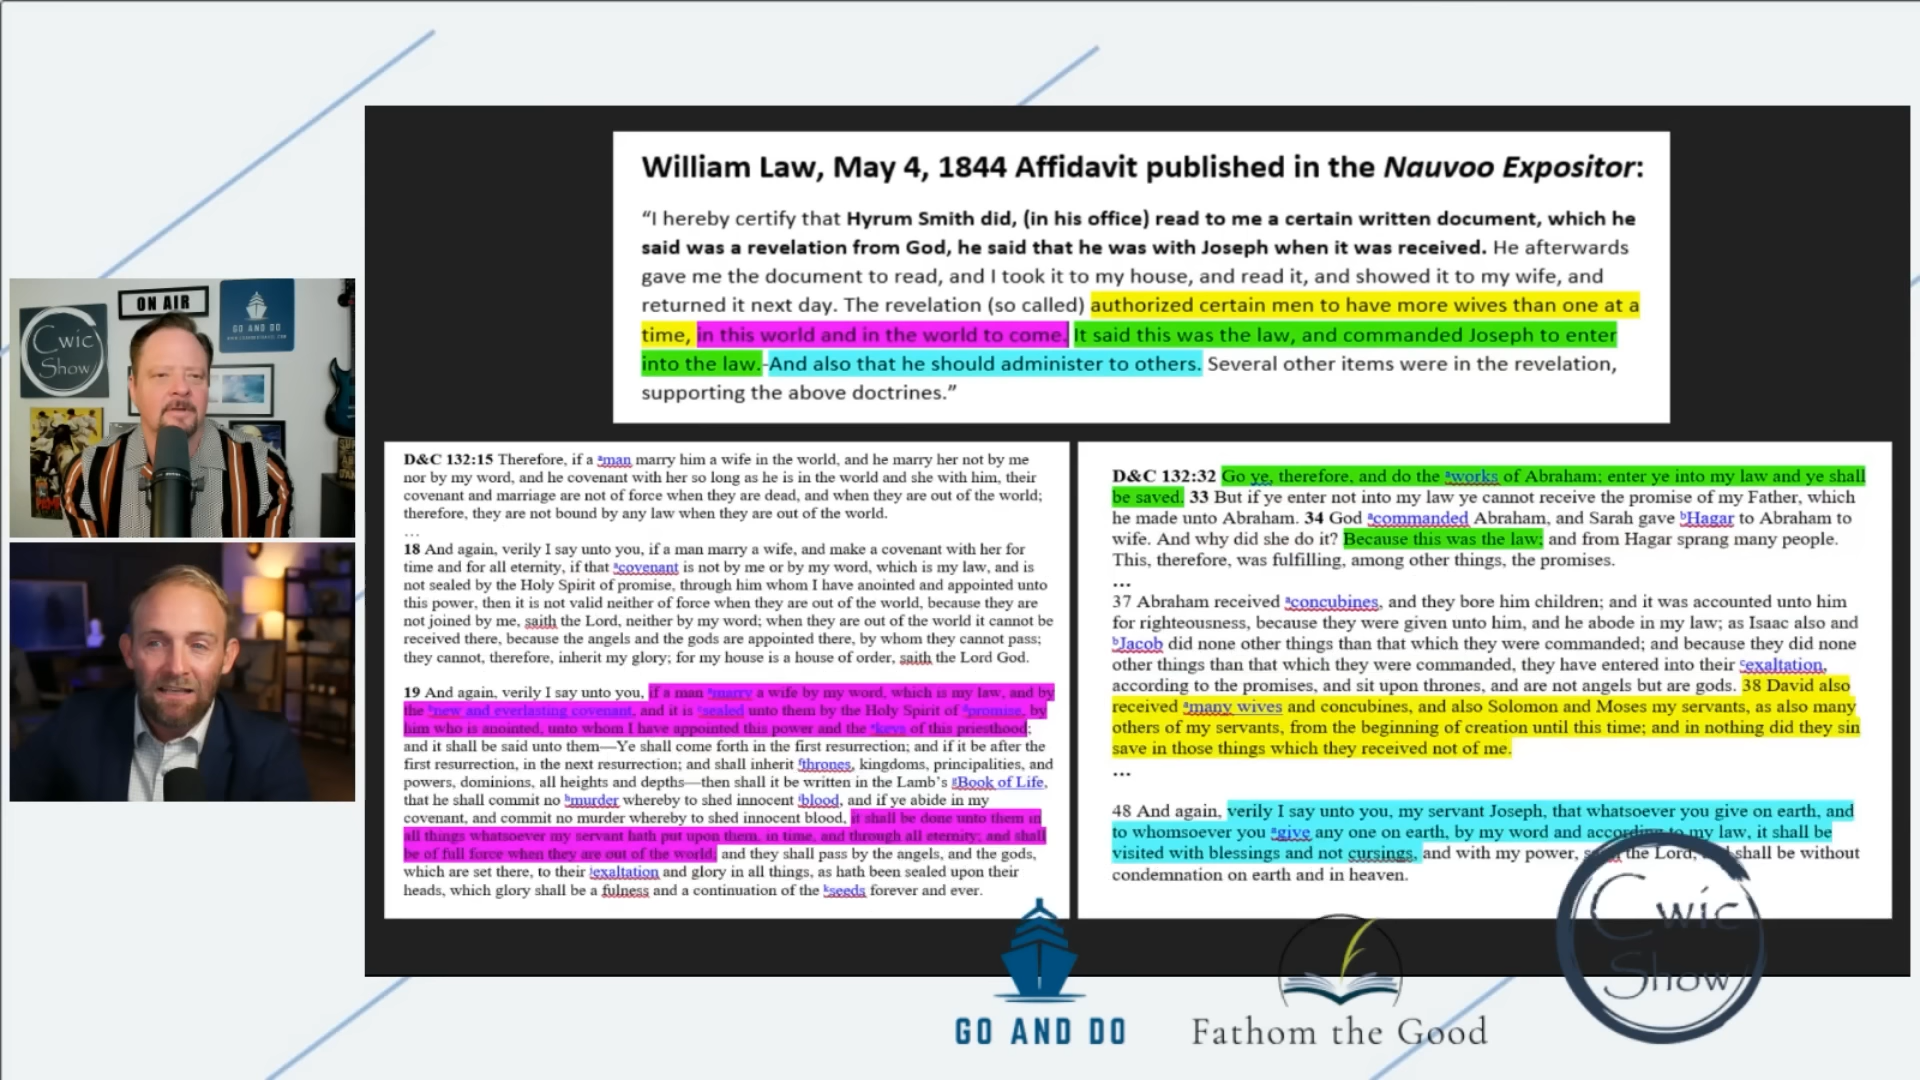 William Law, May 4, 1844 Affidavit published in the Nauvoo Expositor:
“I hereby certify that Hyrum Smith did, (in his office) read to me a certain written document, which he
said was a revelation from God, he said that he was with Joseph when it was received. He afterwards
gave me the document to read, and I took it to my house, and read it, and showed it to my wife, and
returned it next day. The revelation (so called) authorized certain men to have more wives than one at a
time, in this world and in the world to come. It said this was the law, and commanded Joseph to enter
into the law.-And also that he should administer to others. Several other items were in the revelation,
supporting the above doctrines.”
ON AIR
Cwic
Show
GO AND DO
D&C 132:15 Therefore, if a ᵃman marry him a wife in the world, and he marry her not by me
nor by my word, and he covenant with her so long as he is in the world and she with him, their
covenant and marriage are not of force when they are dead, and when they are out of the world;
therefore, they are not bound by any law when they are out of the world.
...
18 And again, verily I say unto you, if a man marry a wife, and make a covenant with her for
time and for all eternity, if that ᵃcovenant is not by me or by my word, which is my law, and is
not sealed by the Holy Spirit of promise, through him whom I have anointed and appointed unto
this power, then it is not valid neither of force when they are out of the world, because they are
not joined by me, saith the Lord, neither by my word; when they are out of the world it cannot be
received there, because the angels and the gods are appointed there, by whom they cannot pass;
they cannot, therefore, inherit my glory; for my house is a house of order, saith the Lord God.
19 And again, verily I say unto you, if a man ᵃmarry a wife by my word, which is my law, and by
the ᵇnew and everlasting covenant, and it is ᶜsealed unto them by the Holy Spirit of ᵈpromise, by
him who is anointed, unto whom I have appointed this power and the ᵉkeys of this priesthood;
and it shall be said unto them—Ye shall come forth in the first resurrection; and if it be after the
first resurrection, in the next resurrection; and shall inherit ᶠthrones, kingdoms, principalities, and
powers, dominions, all heights and depths—then shall it be written in the Lamb’s ᵍBook of Life,
that he shall commit no ʰmurder whereby to shed innocent ⁱblood, and if ye abide in my
covenant, and commit no murder whereby to shed innocent blood, it shall be done unto them in
all things whatsoever my servant hath put upon them, in time, and through all eternity; and shall
be of full force when they are out of the world; and they shall pass by the angels, and the gods,
which are set there, to their ʲexaltation and glory in all things, as hath been sealed upon their
heads, which glory shall be a fulness and a continuation of the ᵏseeds forever and ever.
D&C 132:32 Go ye, therefore, and do the ᵃworks of Abraham; enter ye into my law and ye shall
be saved. 33 But if ye enter not into my law ye cannot receive the promise of my Father, which
he made unto Abraham. 34 God ᵃcommanded Abraham, and Sarah gave ᵇHagar to Abraham to
wife. And why did she do it? Because this was the law; and from Hagar sprang many people.
This, therefore, was fulfilling, among other things, the promises.
...
37 Abraham received ᵃconcubines, and they bore him children; and it was accounted unto him
for righteousness, because they were given unto him, and he abode in my law; as Isaac also and
ᵇJacob did none other things than that which they were commanded; and because they did none
other things than that which they were commanded, they have entered into their ᶜexaltation,
according to the promises, and sit upon thrones, and are not angels but are gods. 38 David also
received ᵃmany wives and concubines, and also Solomon and Moses my servants, as also many
others of my servants, from the beginning of creation until this time; and in nothing did they sin
save in those things which they received not of me.
...
48 And again, verily I say unto you, my servant Joseph, that whatsoever you give on earth, and
to whomsoever you ᵃgive any one on earth, by my word and according to my law, it shall be
visited with blessings and not cursings, and with my power, the Lord, shall be without
condemnation on earth and in heaven.
GO AND DO
Fathom the Good
Cwic
Show